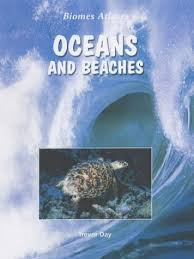 Biomes Atlases
OCEANS
AND BEACHES
Trevor Day